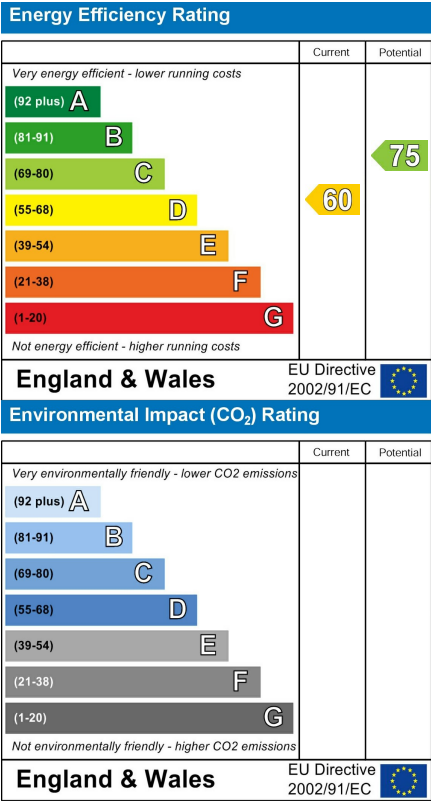 Energy Efficiency Rating
Current Potential
Very energy efficient - lower running costs
(92 plus) A
(81-91) B
(69-80) C
75
(55-68) D
60
(39-54) E
(21-38) F
(1-20) G
Not energy efficient - higher running costs
England & Wales
EU Directive
2002/91/EC
Environmental Impact (CO₂) Rating
Current Potential
Very environmentally friendly - lower CO2 emissions
(92 plus) A
(81-91) B
(69-80) C
(55-68) D
(39-54) E
(21-38) F
(1-20) G
Not environmentally friendly - higher CO2 emissions
England & Wales
EU Directive
2002/91/EC